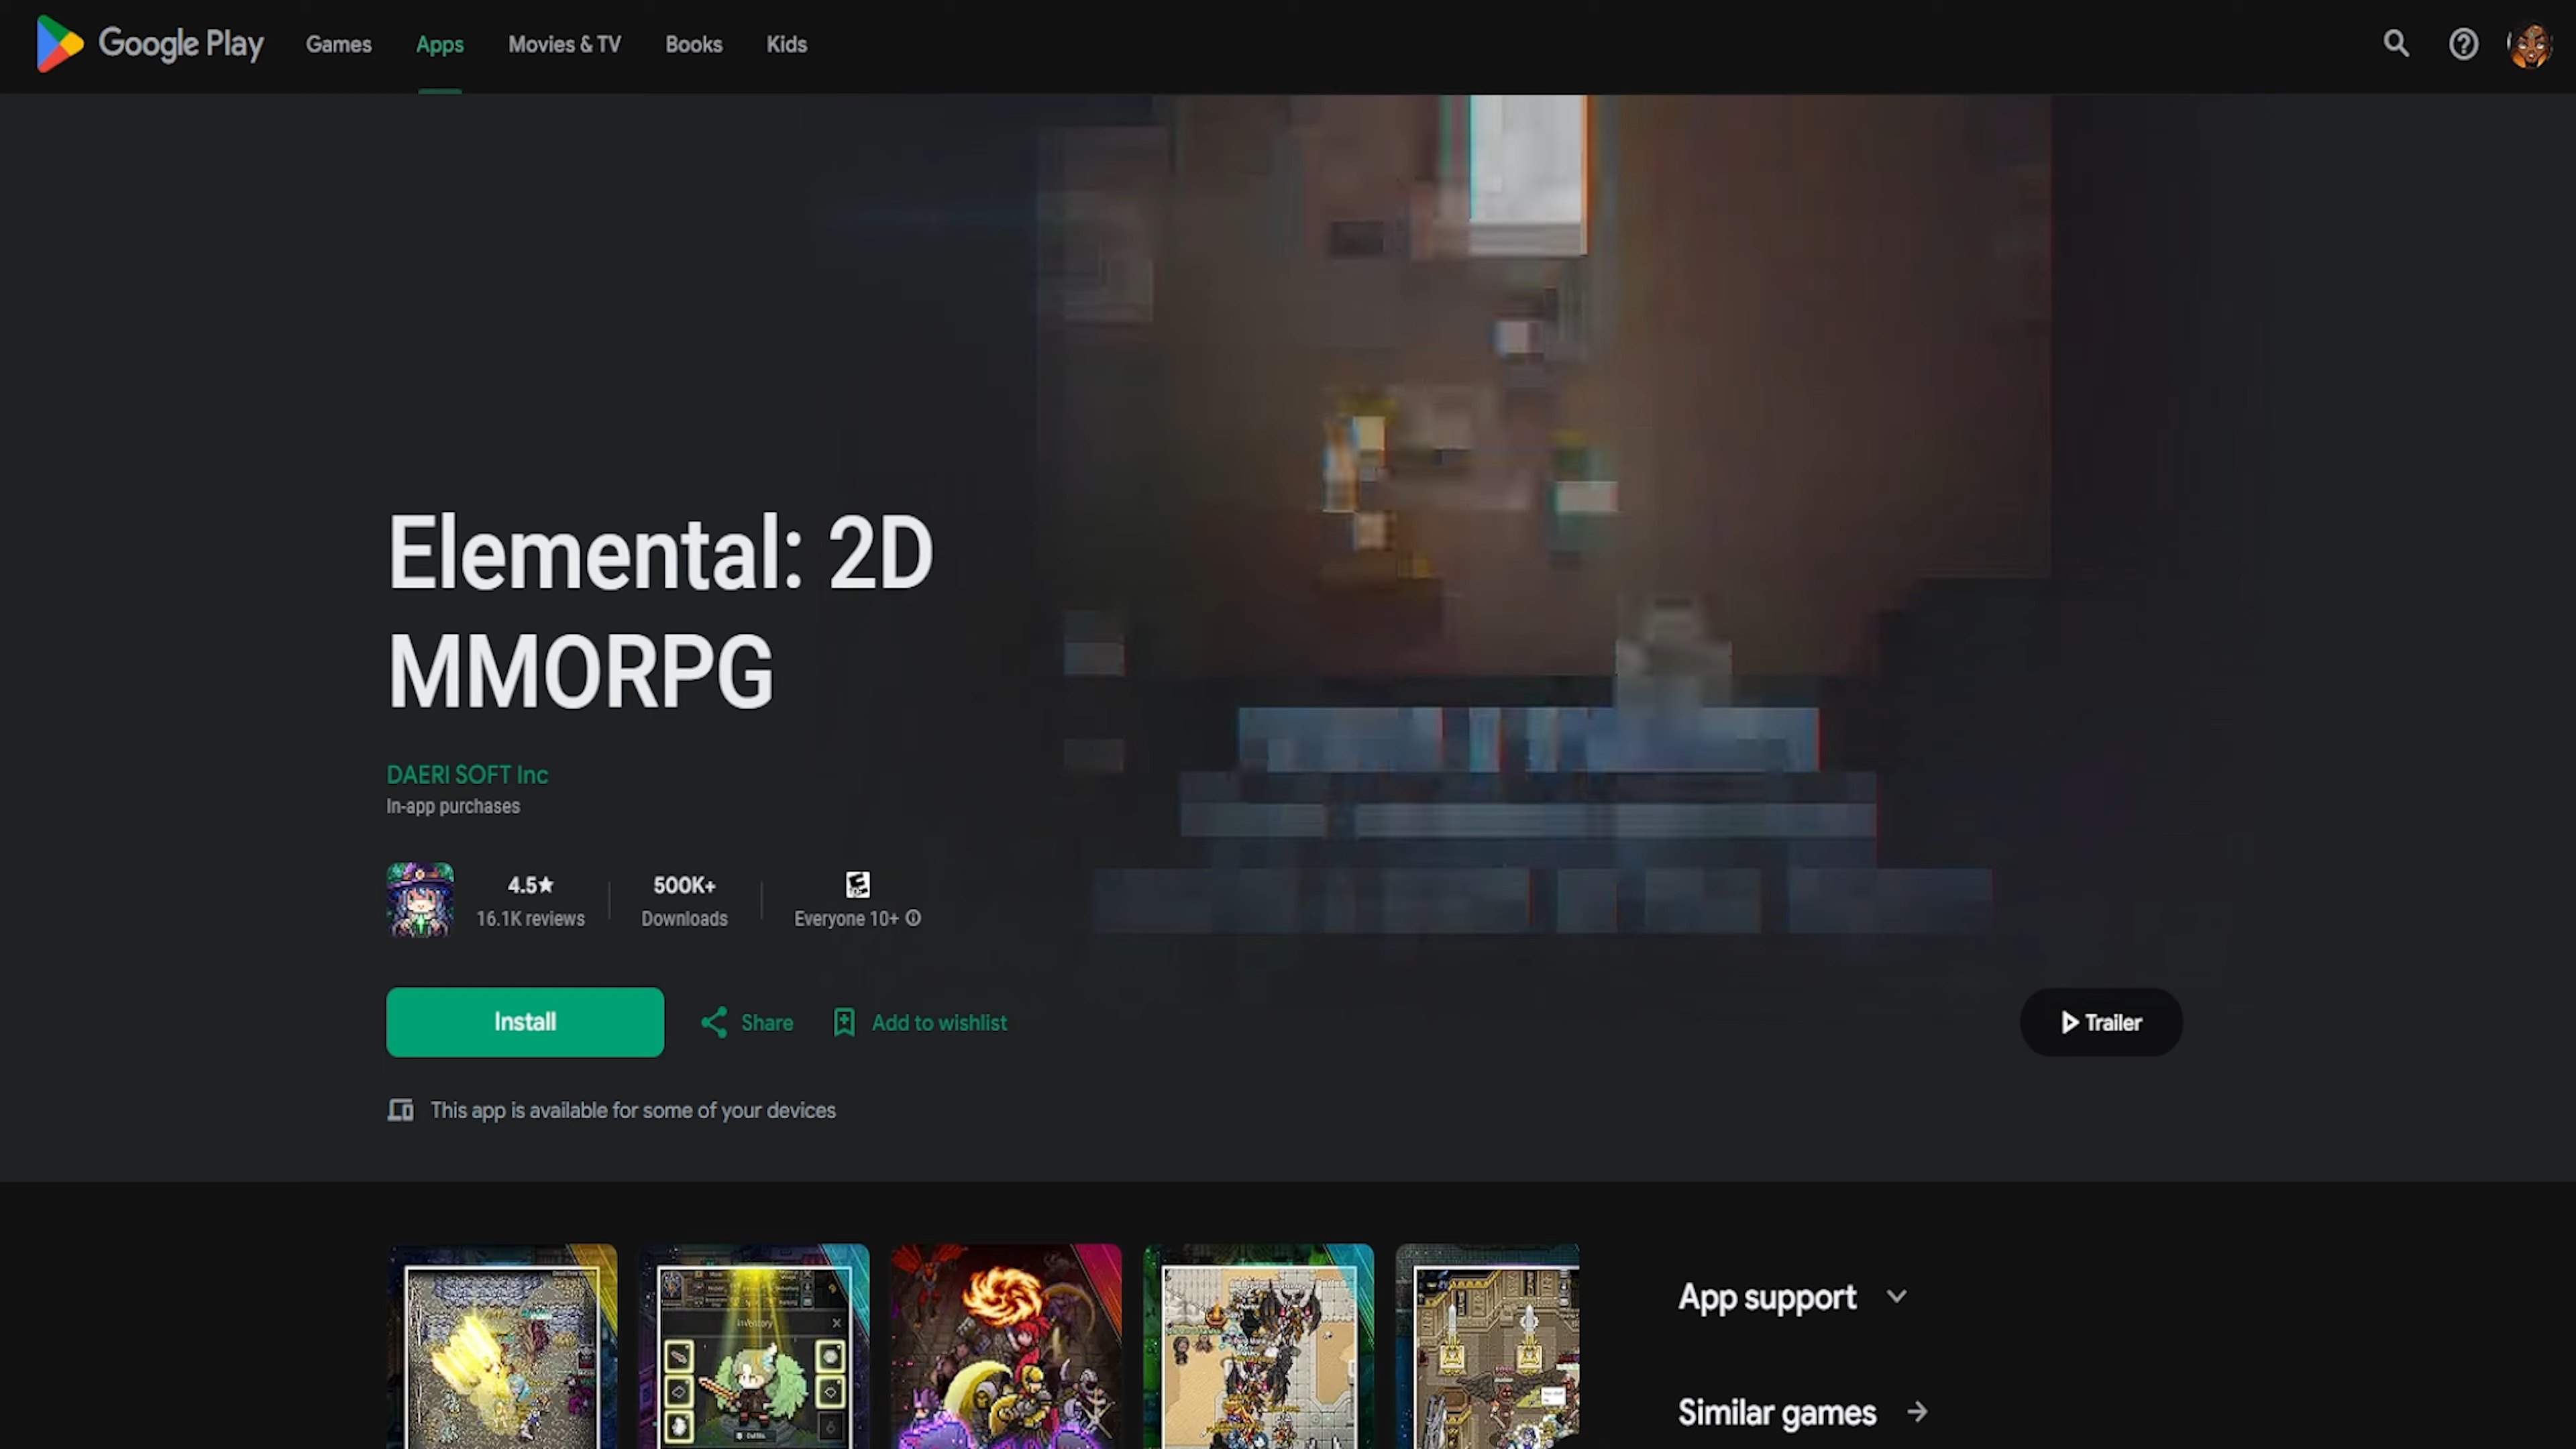 Google Play
Games
Apps
Movies & TV
Books
Kids
Elemental: 2D
MMORPG
DAERI SOFT Inc
In-app purchases
4.5★
16.1K reviews
500K+
Downloads
E
Everyone 10+
Install
Share
Add to wishlist
Trailer
This app is available for some of your devices
Inventory
App support
Similar games